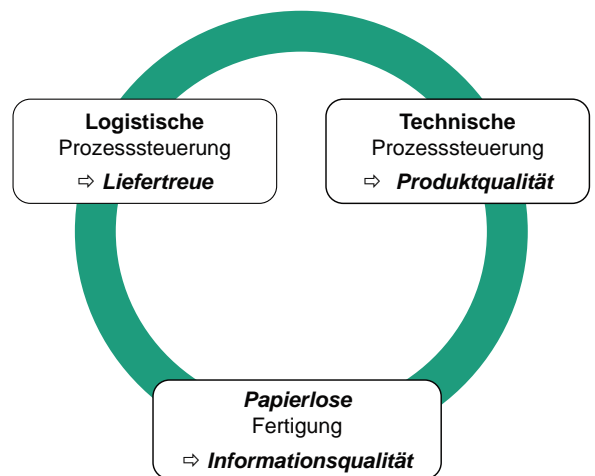 Logistische
Prozesssteuerung
⇨ Liefertreue
Technische
Prozesssteuerung
⇨ Produktqualität
Papierlose
Fertigung
⇨ Informationsqualität